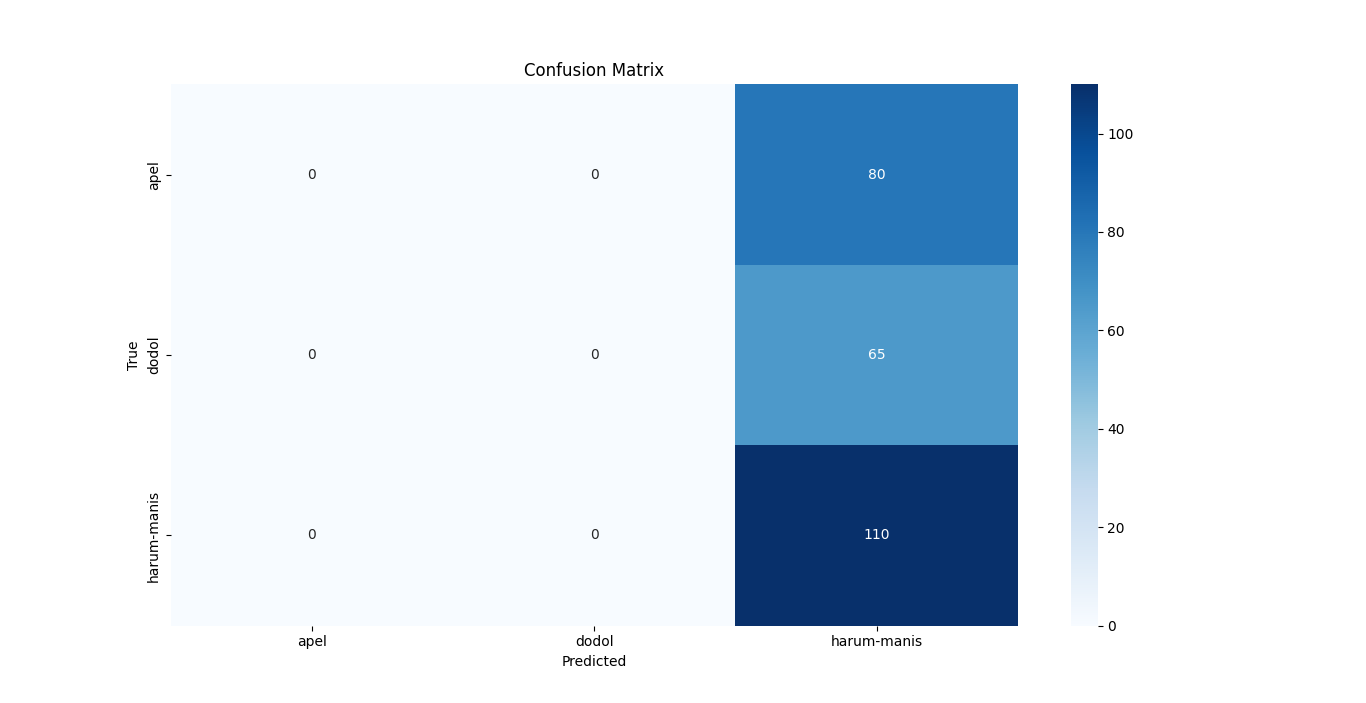 Confusion Matrix
True
apel
0 0 80
dodol
0 0 65
harum-manis
0 0 110
apel dodol harum-manis
Predicted
100
80
60
40
20
0